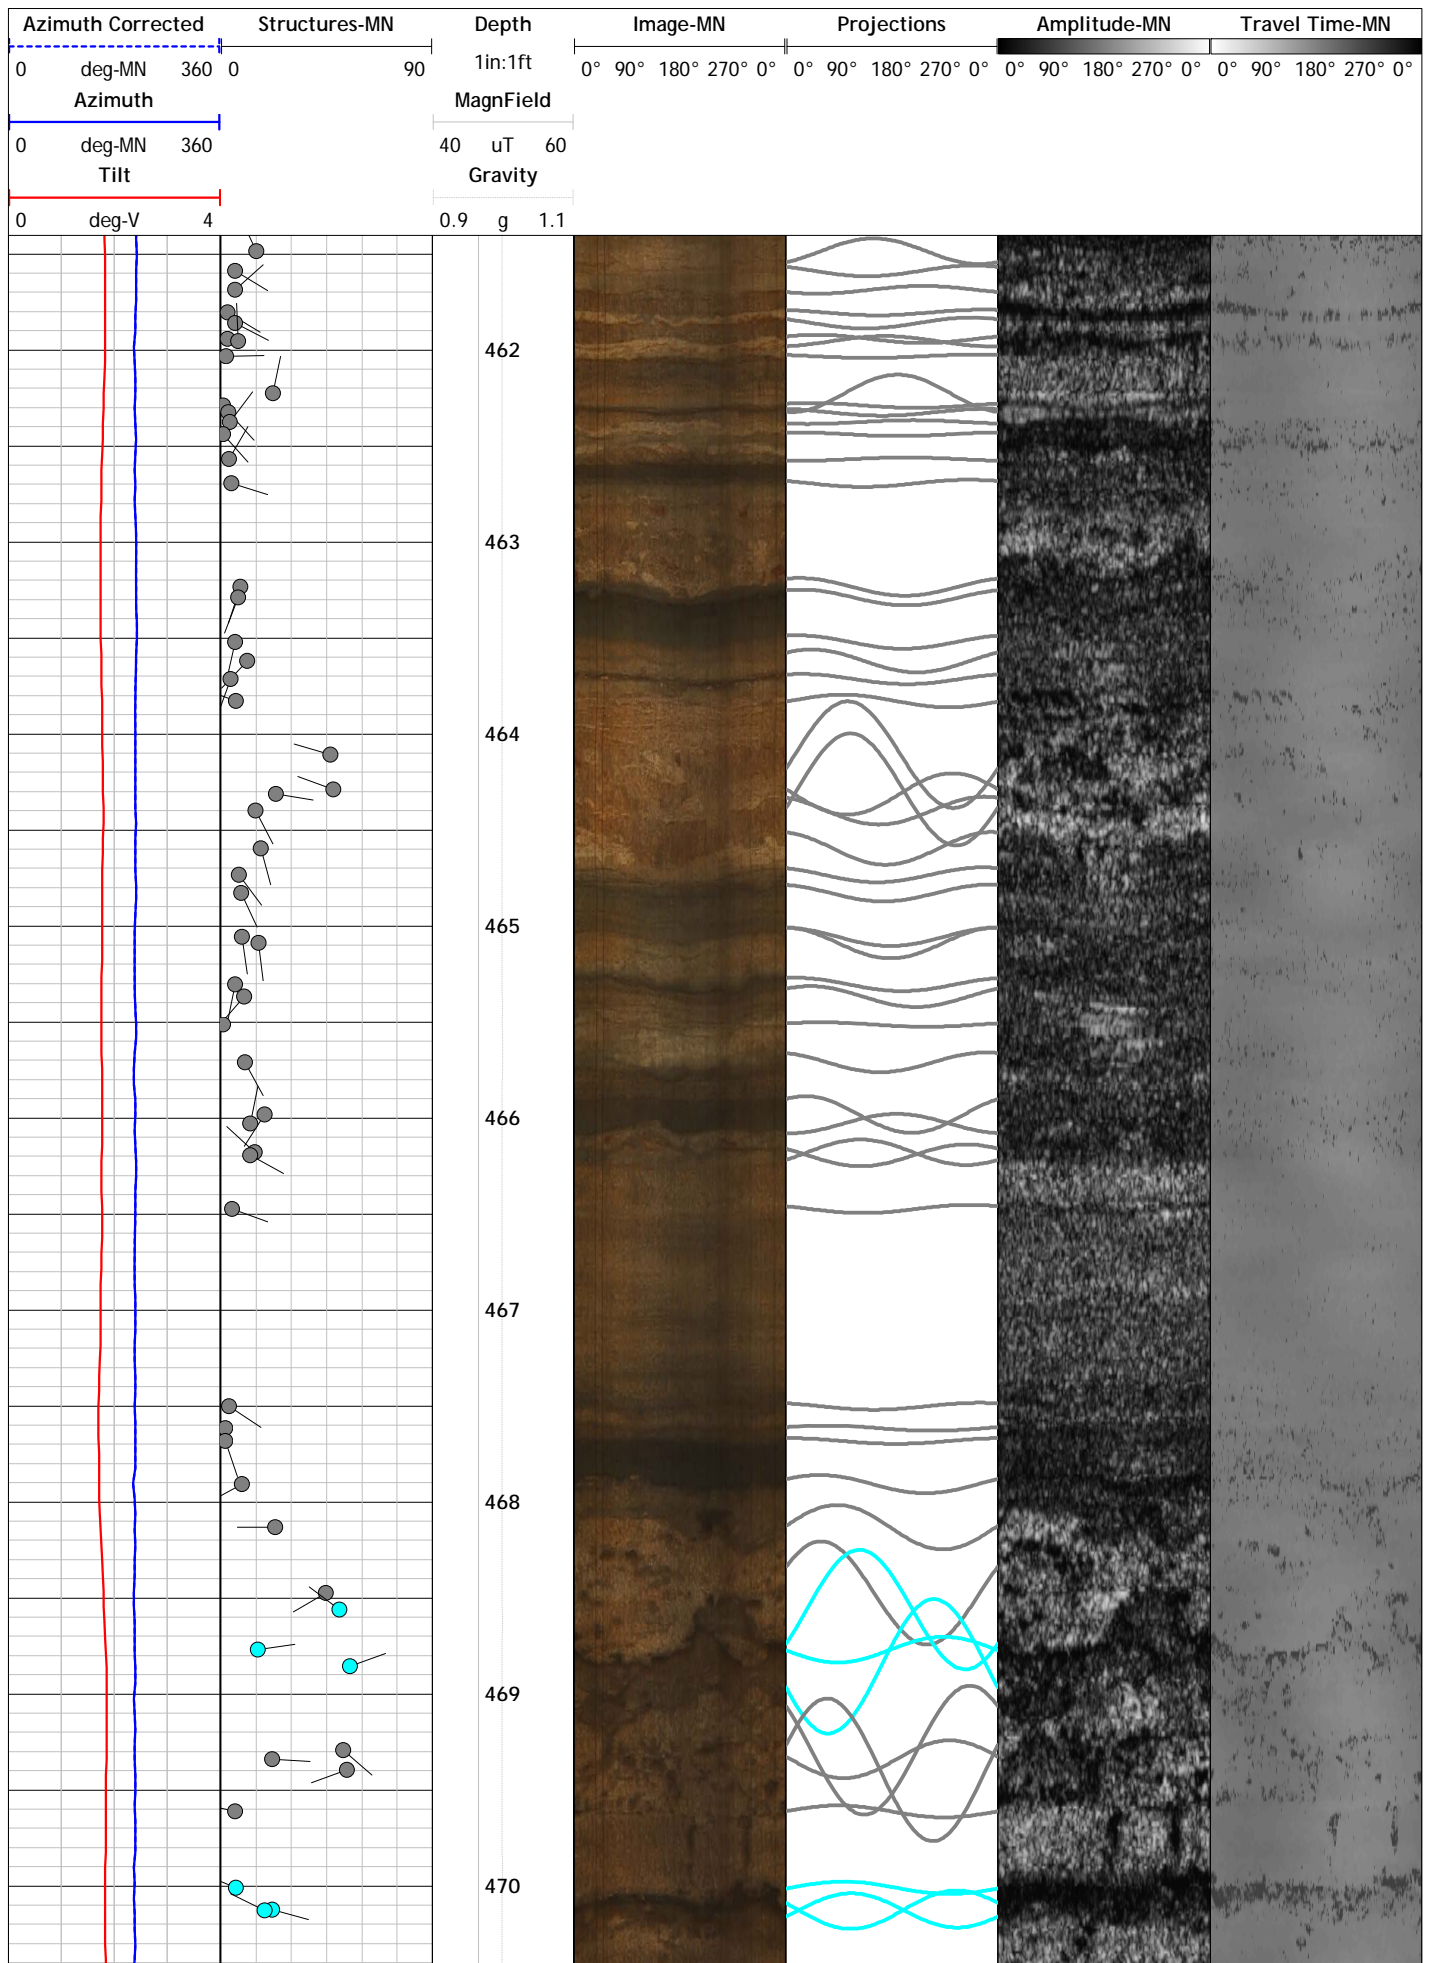 Azimuth Corrected Structures-MN Depth Image-MN Projections Amplitude-MN Travel Time-MN
0 deg-MN 360 0 90 1in:1ft 0° 90° 180° 270° 0° 0° 90° 180° 270° 0° 0° 90° 180° 270° 0° 0° 90° 180° 270° 0°
Azimuth MagnField
0 deg-MN 360 40 uT 60
Tilt Gravity
0 deg-V 4 0.9 g 1.1
462
463
464
465
466
467
468
469
470